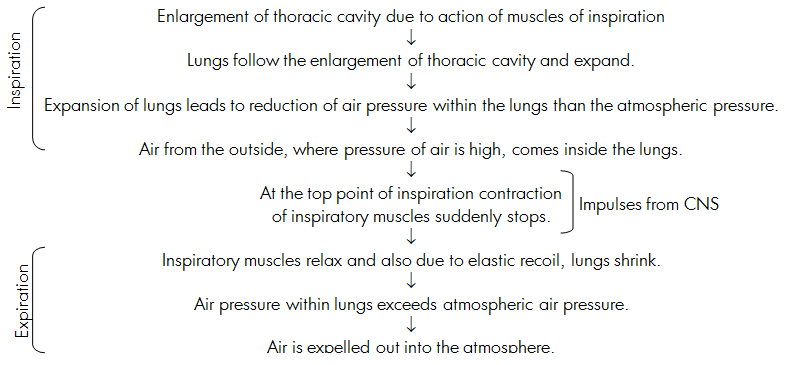 Inspiration
Enlargement of thoracic cavity due to action of muscles of inspiration
↓
Lungs follow the enlargement of thoracic cavity and expand.
↓
Expansion of lungs leads to reduction of air pressure within the lungs than the atmospheric pressure.
↓
Air from the outside, where pressure of air is high, comes inside the lungs.
↓
At the top point of inspiration contraction
of inspiratory muscles suddenly stops.
Impulses from CNS
↓
Expiration
Inspiratory muscles relax and also due to elastic recoil, lungs shrink.
↓
Air pressure within lungs exceeds atmospheric air pressure.
↓
Air is expelled out into the atmosphere.